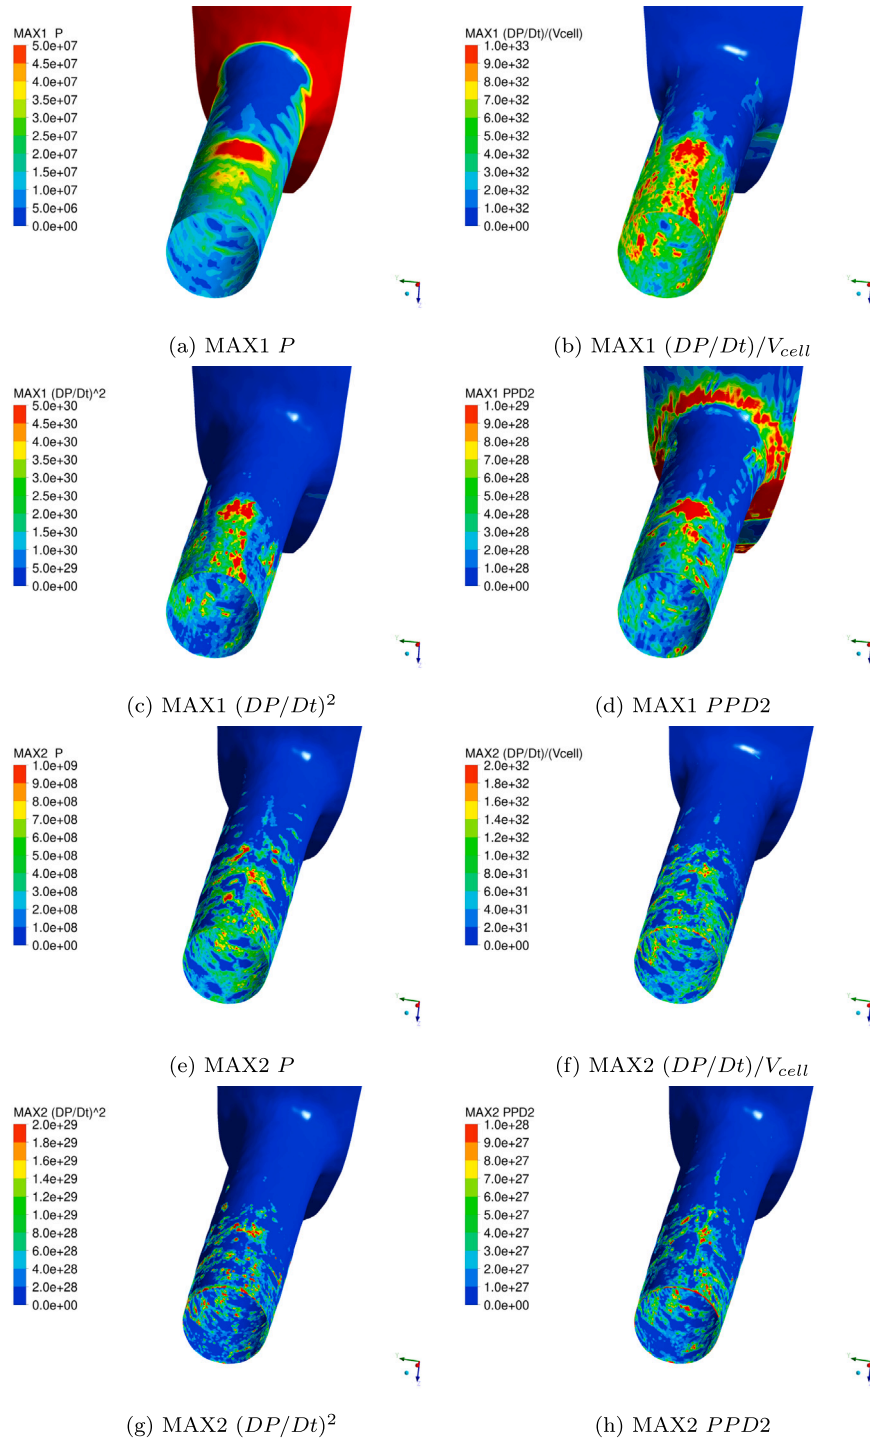 MAX1 P
5.0e+07
4.5e+07
4.0e+07
3.5e+07
3.0e+07
2.5e+07
2.0e+07
1.5e+07
1.0e+07
5.0e+06
0.0e+00
(a) MAX1 P
MAX1 (DP/Dt)/(Vcell)
1.0e+33
9.0e+32
8.0e+32
7.0e+32
6.0e+32
5.0e+32
4.0e+32
3.0e+32
2.0e+32
1.0e+32
0.0e+00
(b) MAX1 (DP/Dt)/V_cell
MAX1 (DP/Dt)^2
5.0e+30
4.5e+30
4.0e+30
3.5e+30
3.0e+30
2.5e+30
2.0e+30
1.5e+30
1.0e+30
5.0e+29
0.0e+00
(c) MAX1 (DP/Dt)²
MAX1 PPD2
1.0e+29
9.0e+28
8.0e+28
7.0e+28
6.0e+28
5.0e+28
4.0e+28
3.0e+28
2.0e+28
1.0e+28
0.0e+00
(d) MAX1 PPD2
MAX2 P
1.0e+09
9.0e+08
8.0e+08
7.0e+08
6.0e+08
5.0e+08
4.0e+08
3.0e+08
2.0e+08
1.0e+08
0.0e+00
(e) MAX2 P
MAX2 (DP/Dt)/(Vcell)
2.0e+32
1.8e+32
1.6e+32
1.4e+32
1.2e+32
1.0e+32
8.0e+31
6.0e+31
4.0e+31
2.0e+31
0.0e+00
(f) MAX2 (DP/Dt)/V_cell
MAX2 (DP/Dt)^2
2.0e+29
1.8e+29
1.6e+29
1.4e+29
1.2e+29
1.0e+29
8.0e+28
6.0e+28
4.0e+28
2.0e+28
0.0e+00
(g) MAX2 (DP/Dt)²
MAX2 PPD2
1.0e+28
9.0e+27
8.0e+27
7.0e+27
6.0e+27
5.0e+27
4.0e+27
3.0e+27
2.0e+27
1.0e+27
0.0e+00
(h) MAX2 PPD2